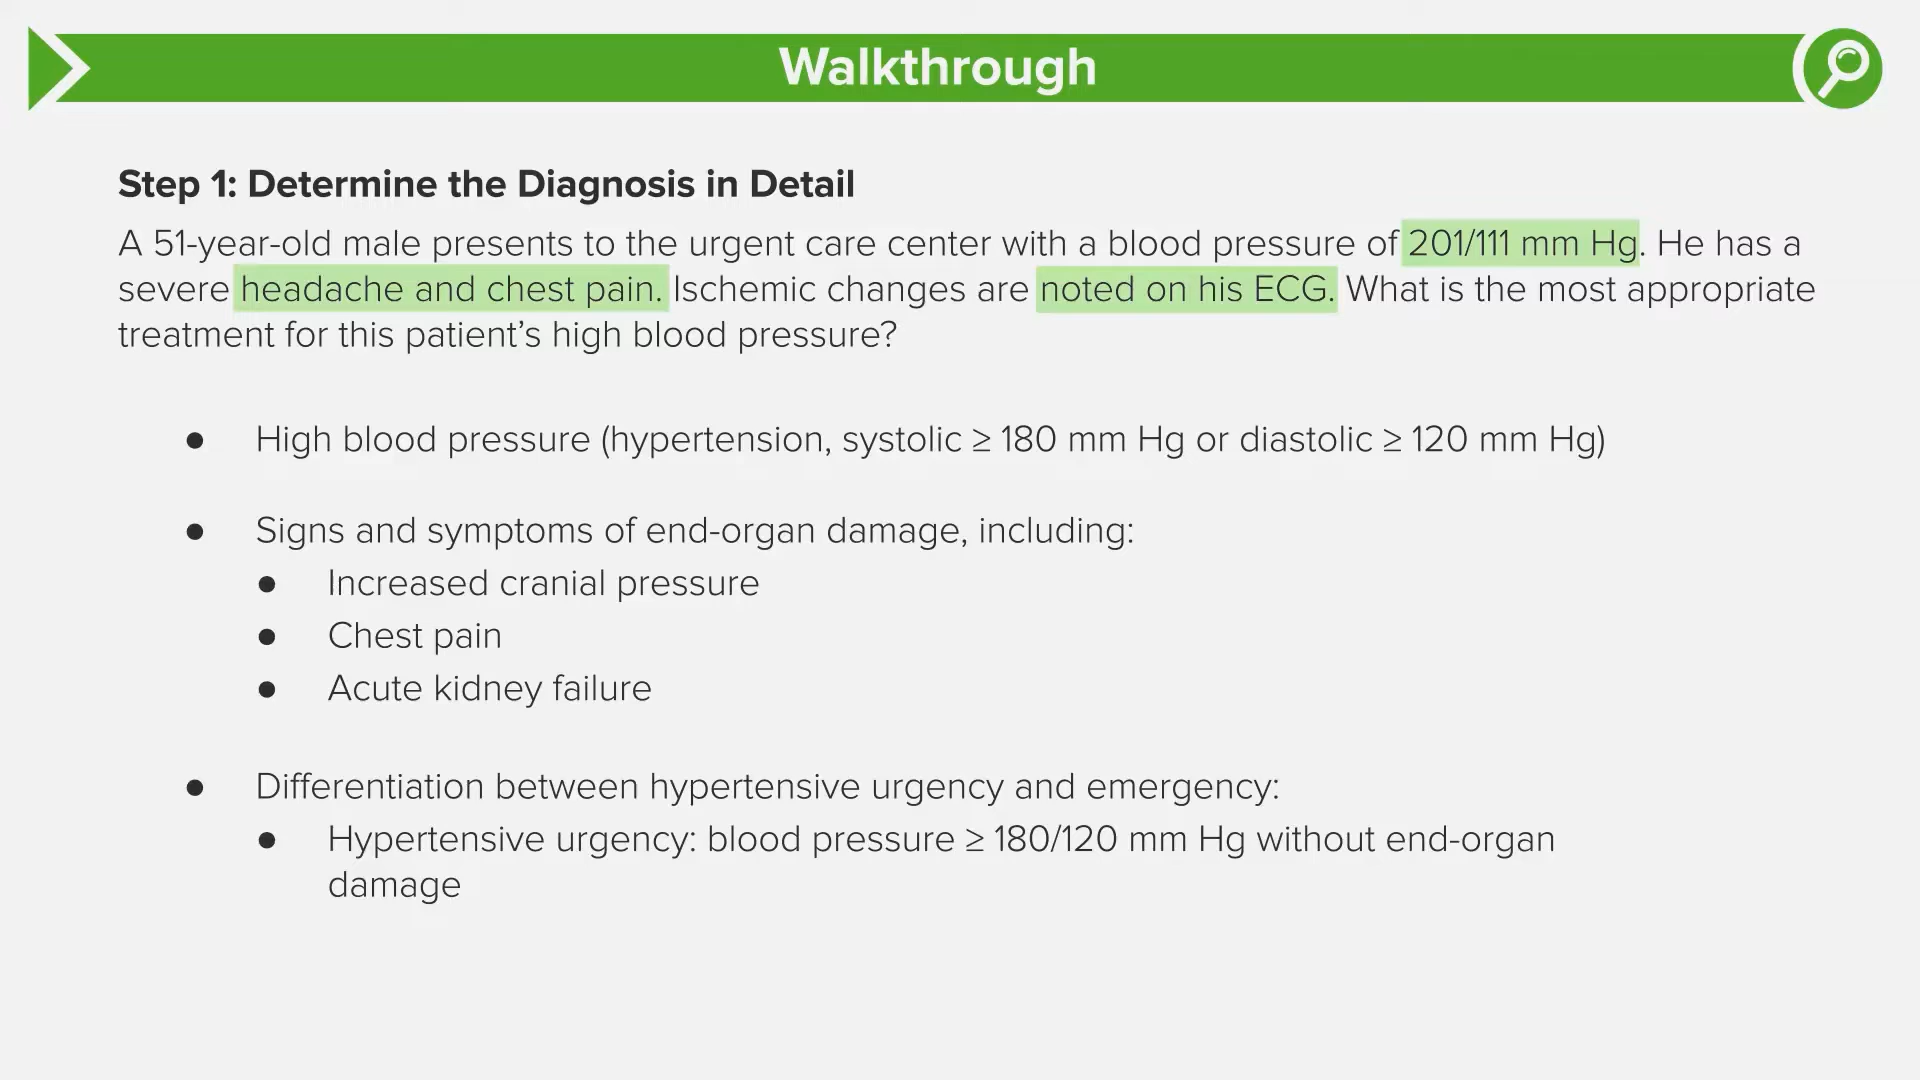 Walkthrough
Step 1: Determine the Diagnosis in Detail
A 51-year-old male presents to the urgent care center with a blood pressure of 201/111 mm Hg. He has a
severe headache and chest pain. Ischemic changes are noted on his ECG. What is the most appropriate
treatment for this patient’s high blood pressure?
● High blood pressure (hypertension, systolic ≥ 180 mm Hg or diastolic ≥ 120 mm Hg)
● Signs and symptoms of end-organ damage, including:
● Increased cranial pressure
● Chest pain
● Acute kidney failure
● Differentiation between hypertensive urgency and emergency:
● Hypertensive urgency: blood pressure ≥ 180/120 mm Hg without end-organ
damage